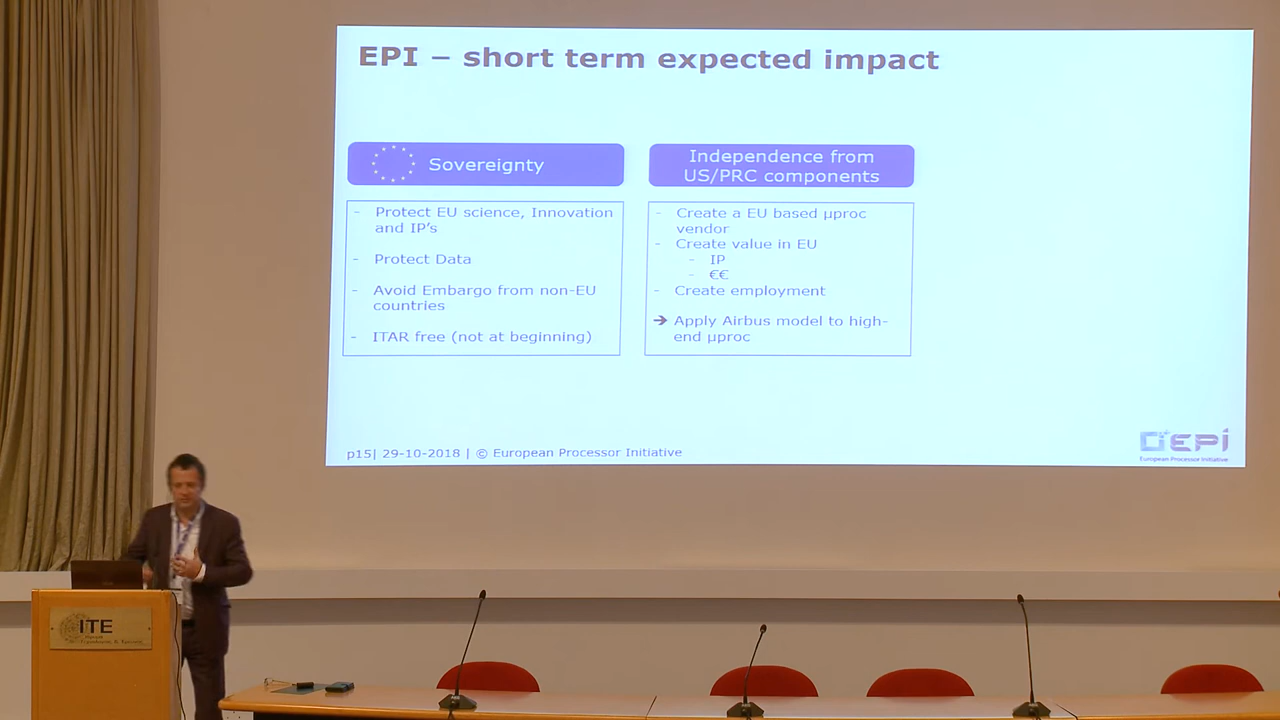 EPI – short term expected impact
Sovereignty
- Protect EU science, Innovation
and IP's
- Protect Data
- Avoid Embargo from non-EU
countries
- ITAR free (not at beginning)
Independence from
US/PRC components
- Create a EU based µproc
vendor
- Create value in EU
- IP
- €€
- Create employment
➔ Apply Airbus model to high-
end µproc
p15| 29-10-2018 | © European Processor Initiative
EPI
European Processor Initiative
ITE